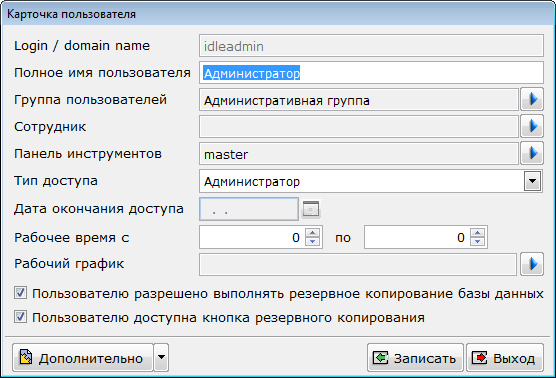 Карточка пользователя
Login / domain name idleadmin
Полное имя пользователя Администратор
Группа пользователей Административная группа
Сотрудник
Панель инструментов master
Тип доступа Администратор
Дата окончания доступа . .
Рабочее время с 0 по 0
Рабочий график
Пользователю разрешено выполнять резервное копирование базы данных
Пользователю доступна кнопка резервного копирования
Дополнительно Записать Выход